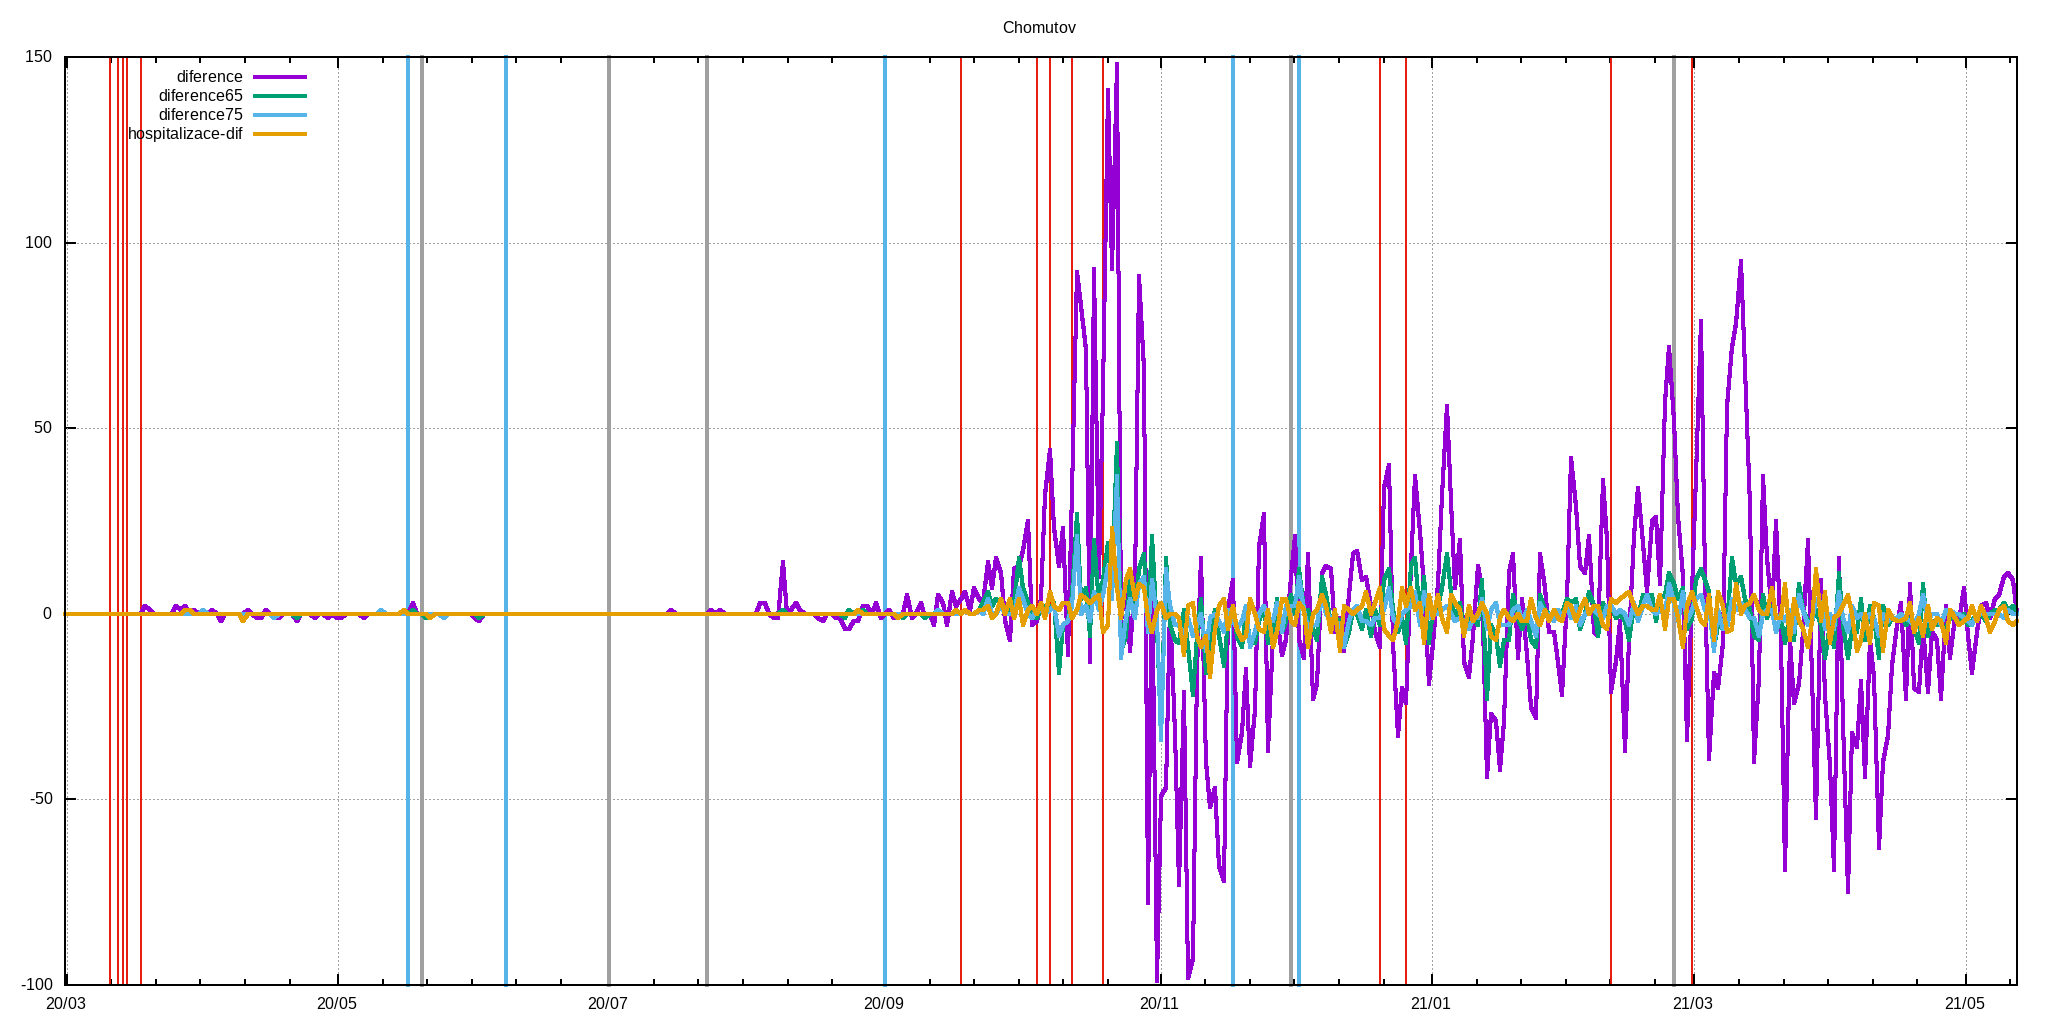 Chomutov
150
diference
diference65
diference75
hospitalizace-dif
100
50
0
-50
-100
20/03 20/05 20/07 20/09 20/11 21/01 21/03 21/05